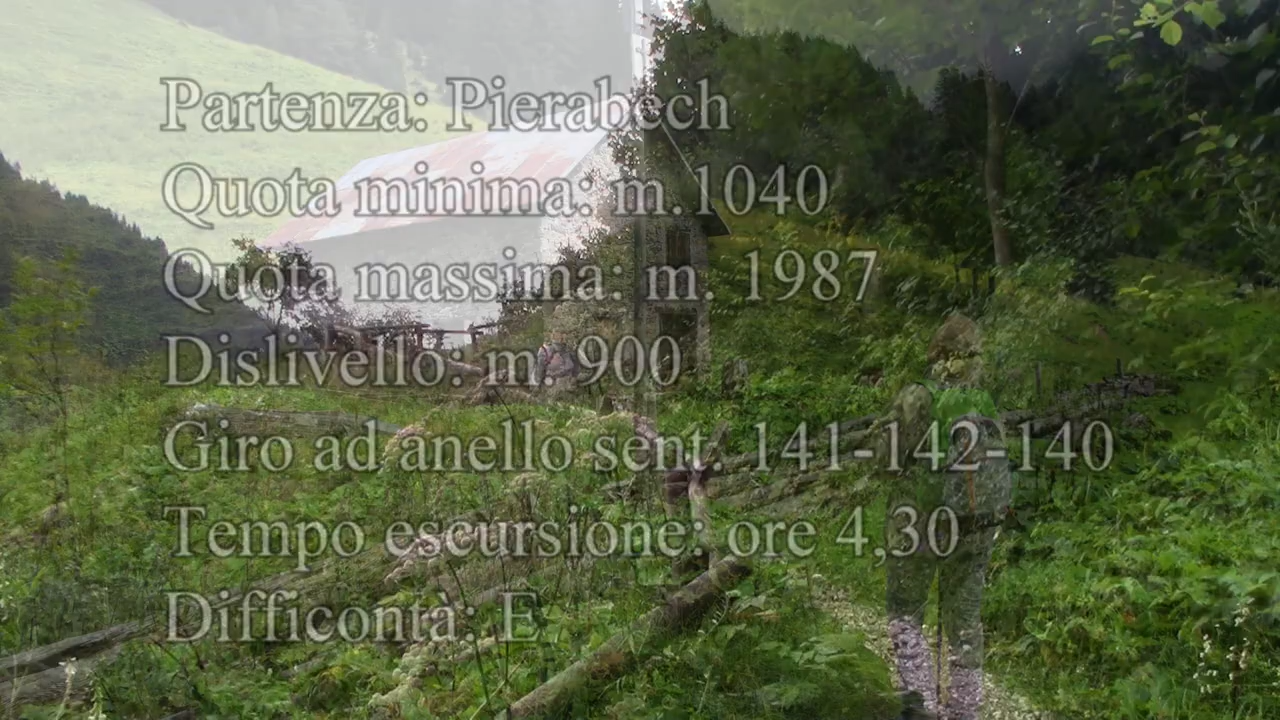 Partenza: Pierabech
Quota minima: m.1040
Quota massima: m. 1987
Dislivello: m. 900
Giro ad anello sent. 141-142-140
Tempo escursione: ore 4,30
Difficontà: E